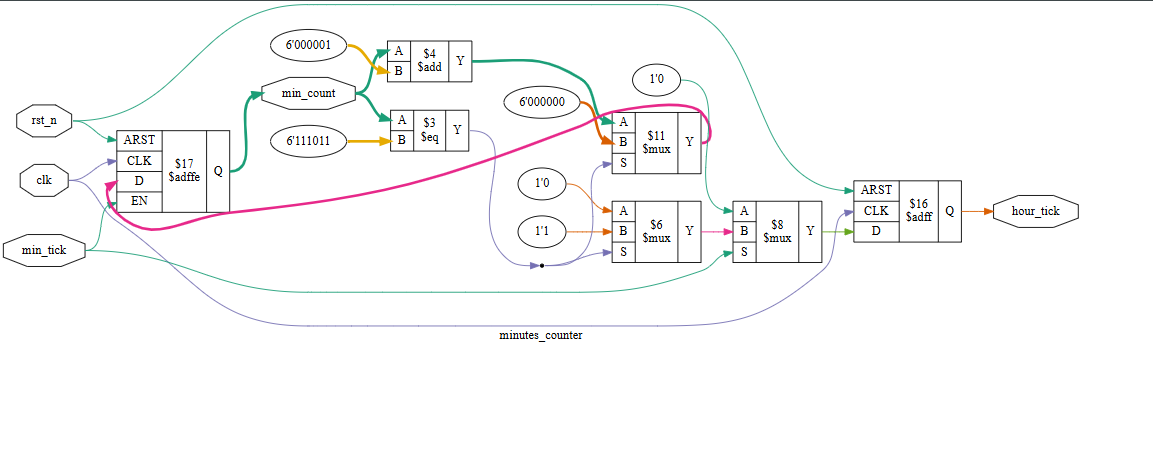 rst_n
clk
min_tick
ARST
CLK
D
EN
$17
$adffe
Q
6'000001
min_count
6'111011
A
B
$4
$add
Y
A
B
$3
$eq
Y
6'000000
1'0
1'1
1'0
A
B
S
$11
$mux
Y
A
B
S
$6
$mux
Y
A
B
S
$8
$mux
Y
ARST
CLK
D
$16
$adff
Q
hour_tick
minutes_counter